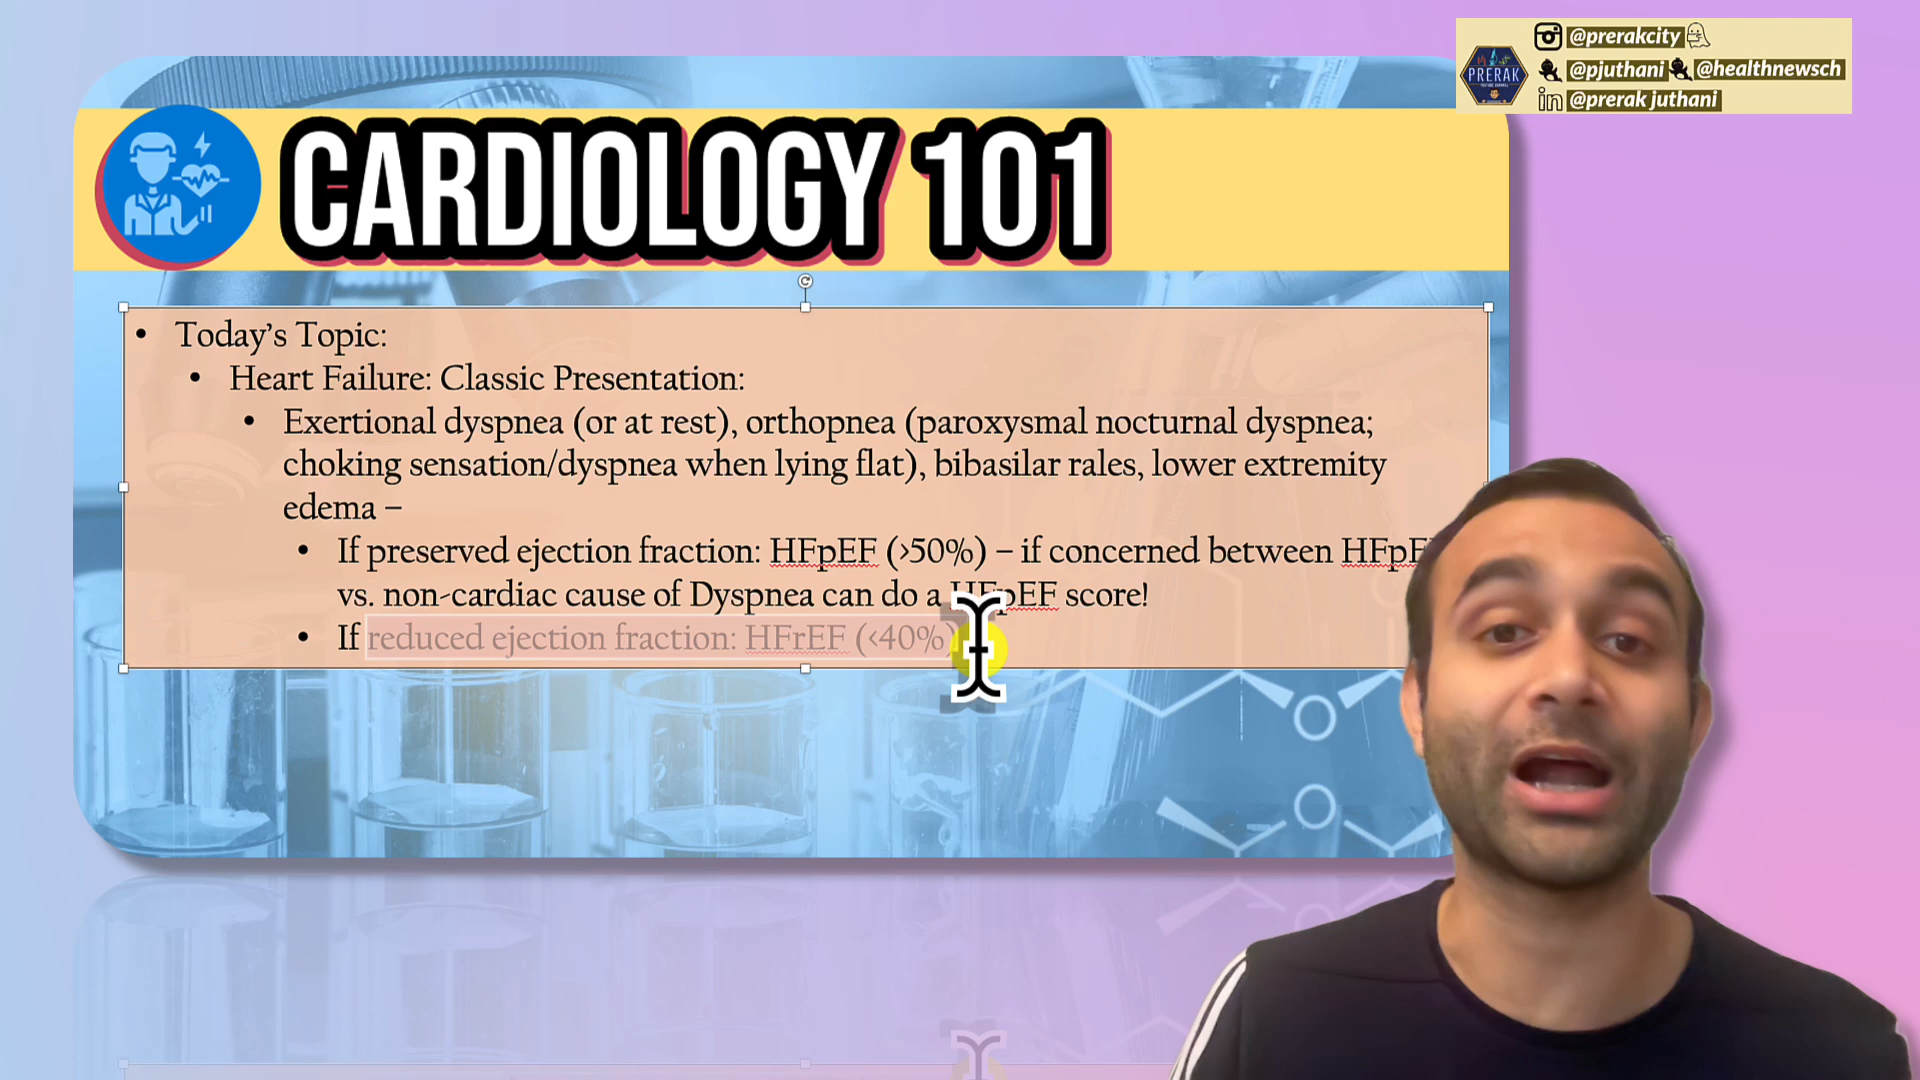 @prerakcity
@pjuthani @healthnewsch
@prerak juthani
PRERAK
CARDIOLOGY 101
• Today's Topic:
• Heart Failure: Classic Presentation:
• Exertional dyspnea (or at rest), orthopnea (paroxysmal nocturnal dyspnea;
choking sensation/dyspnea when lying flat), bibasilar rales, lower extremity
edema –
• If preserved ejection fraction: HFpEF (>50%) – if concerned between
vs. non-cardiac cause of Dyspnea can do a HFpEF score!
• If reduced ejection fraction: HFrEF (<40%)